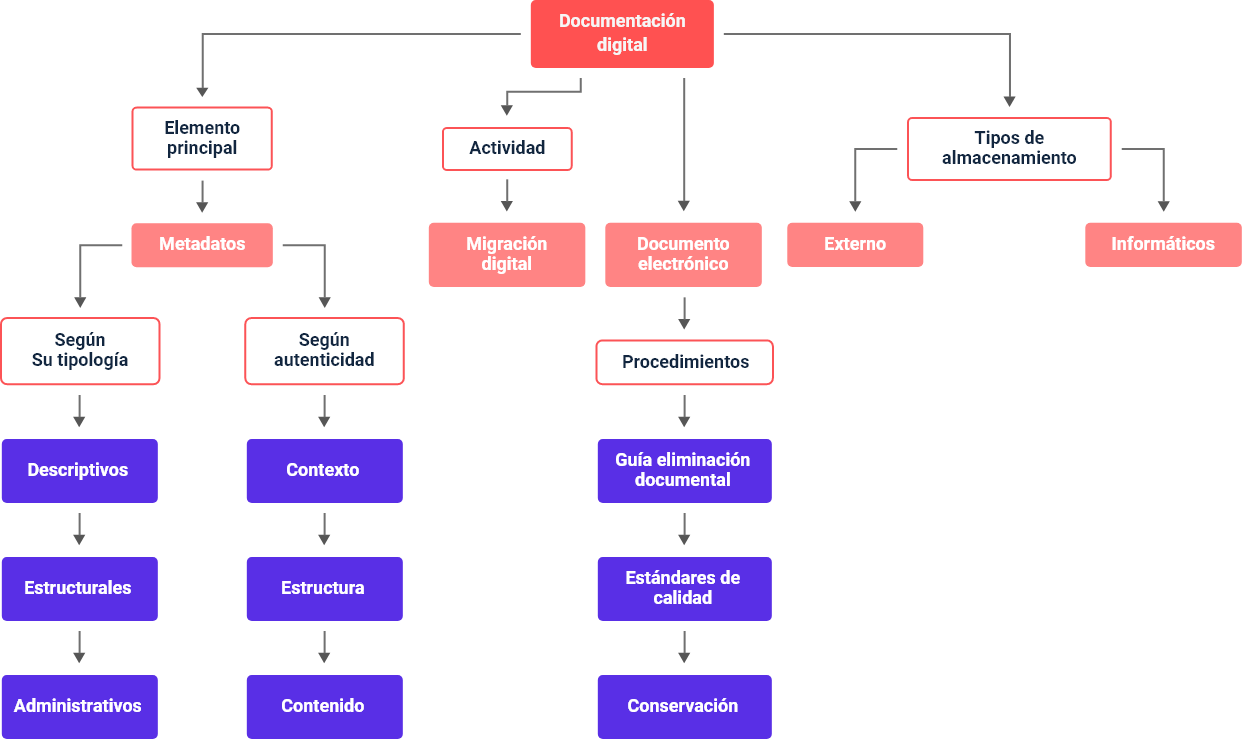 Documentación
digital
Elemento
principal
Actividad
Tipos de
almacenamiento
Metadatos
Migración
digital
Documento
electrónico
Externo
Informáticos
Según
Su tipología
Según
autenticidad
Procedimientos
Descriptivos
Contexto
Guía eliminación
documental
Estructurales
Estructura
Estándares de
calidad
Administrativos
Contenido
Conservación